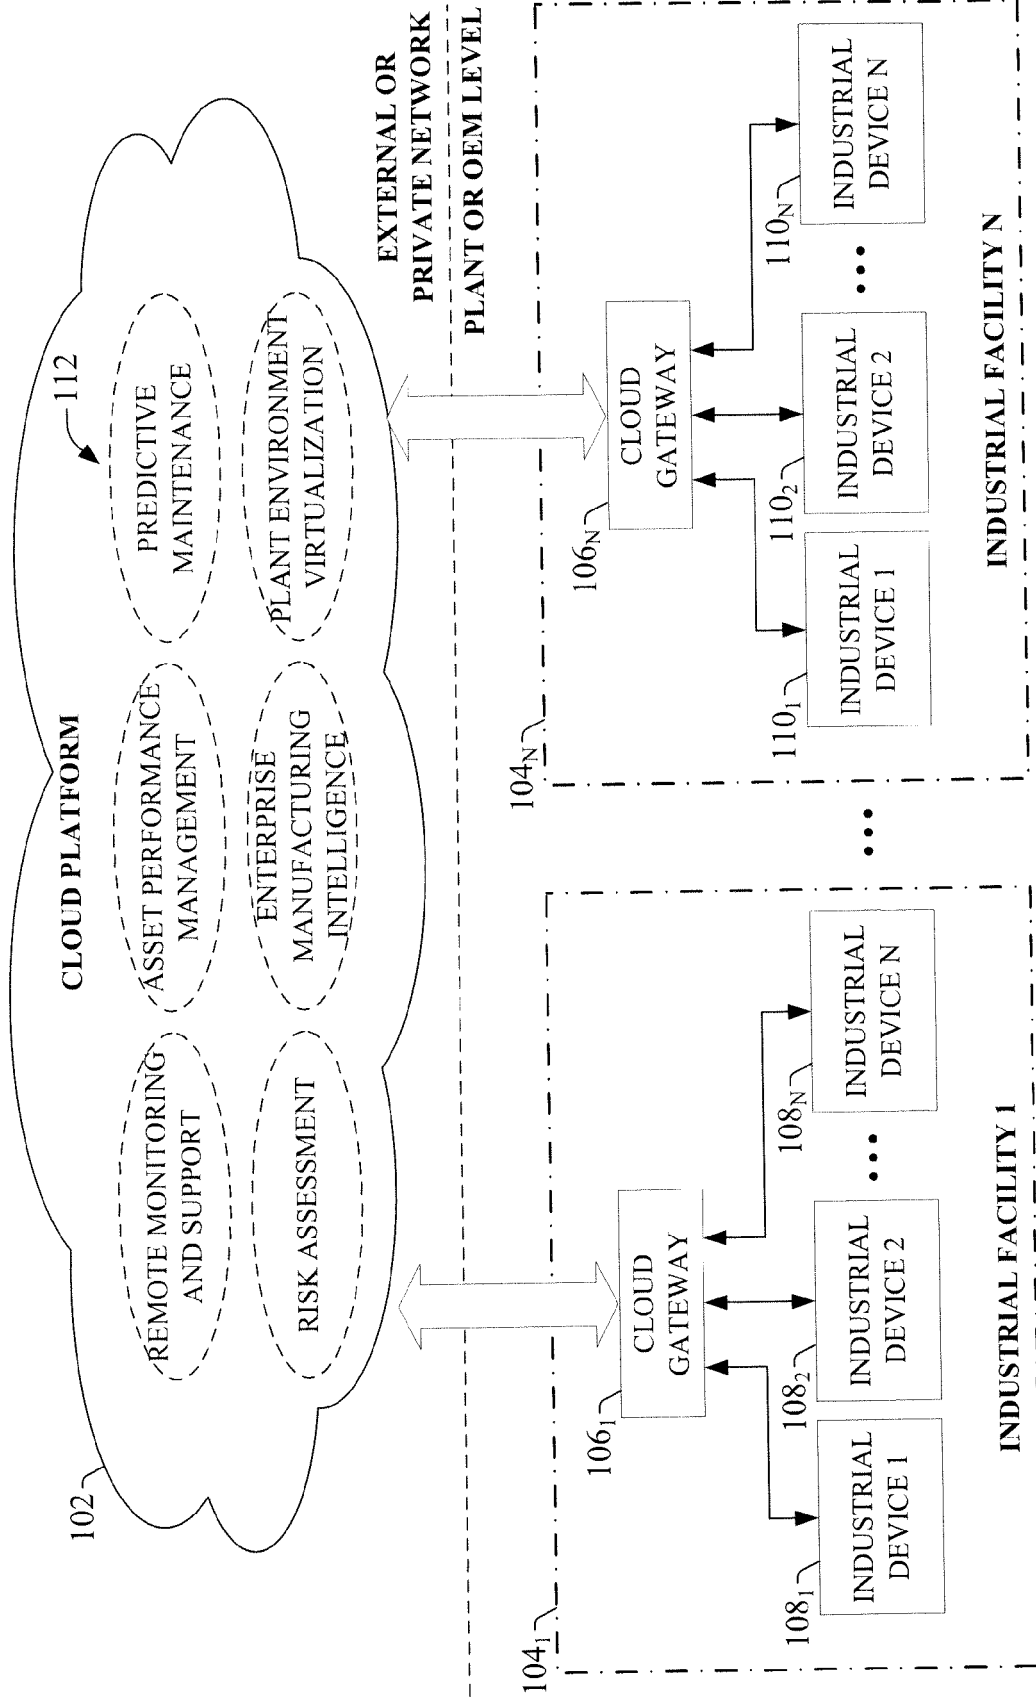 CLOUD PLATFORM
102
112
REMOTE MONITORING
AND SUPPORT
ASSET PERFORMANCE
MANAGEMENT
PREDICTIVE
MAINTENANCE
RISK ASSESSMENT
ENTERPRISE
MANUFACTURING
INTELLIGENCE
PLANT ENVIRONMENT
VIRTUALIZATION
EXTERNAL OR
PRIVATE NETWORK
PLANT OR OEM LEVEL
104₁
106₁
CLOUD
GATEWAY
108₁
INDUSTRIAL
DEVICE 1
108₂
INDUSTRIAL
DEVICE 2
•••
108N
INDUSTRIAL
DEVICE N
INDUSTRIAL FACILITY 1
•••
104N
106N
CLOUD
GATEWAY
110₁
INDUSTRIAL
DEVICE 1
110₂
INDUSTRIAL
DEVICE 2
•••
110N
INDUSTRIAL
DEVICE N
INDUSTRIAL FACILITY N